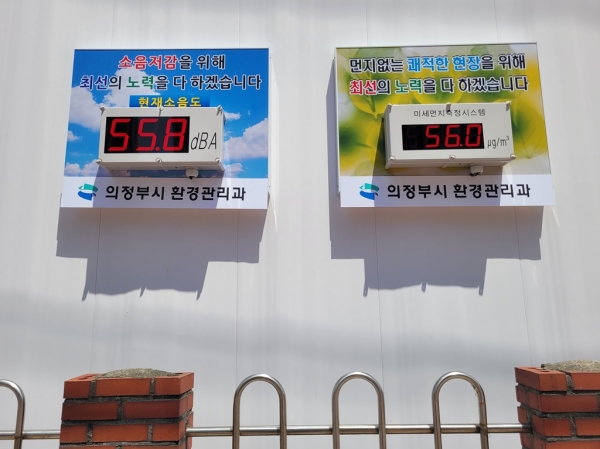 소음저감을 위해
최선의 노력을 다 하겠습니다
현재소음도
55.8 dBA
의정부시 환경관리과
먼지없는 쾌적한 현장을 위해
최선의 노력을 다 하겠습니다
미세먼지측정시스템
56.0 μg/m³
의정부시 환경관리과